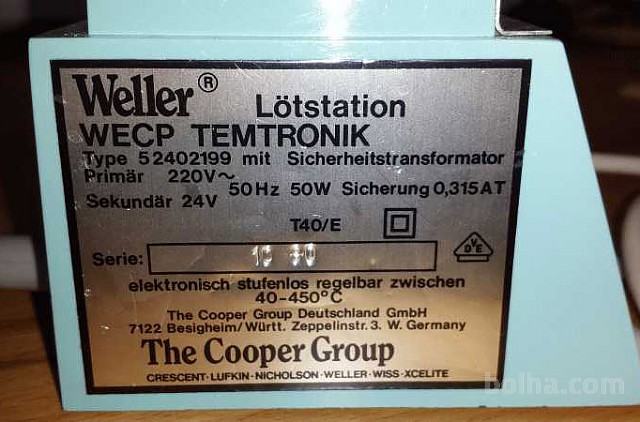 Weller®
Lötstation
WECP TEMTRONIK
Type 52402199 mit Sicherheitstransformator
Primär 220V~
50Hz 50W Sicherung 0,315AT
Sekundär 24V
T40/E
Serie:
VDE
elektronisch stufenlos regelbar zwischen
40-450°C
The Cooper Group Deutschland GmbH
7122 Besigheim/Württ. Zeppelinstr. 3. W. Germany
The Cooper Group
CRESCENT·LUFKIN·NICHOLSON·WELLER·WISS·XCELITE
bolha.com